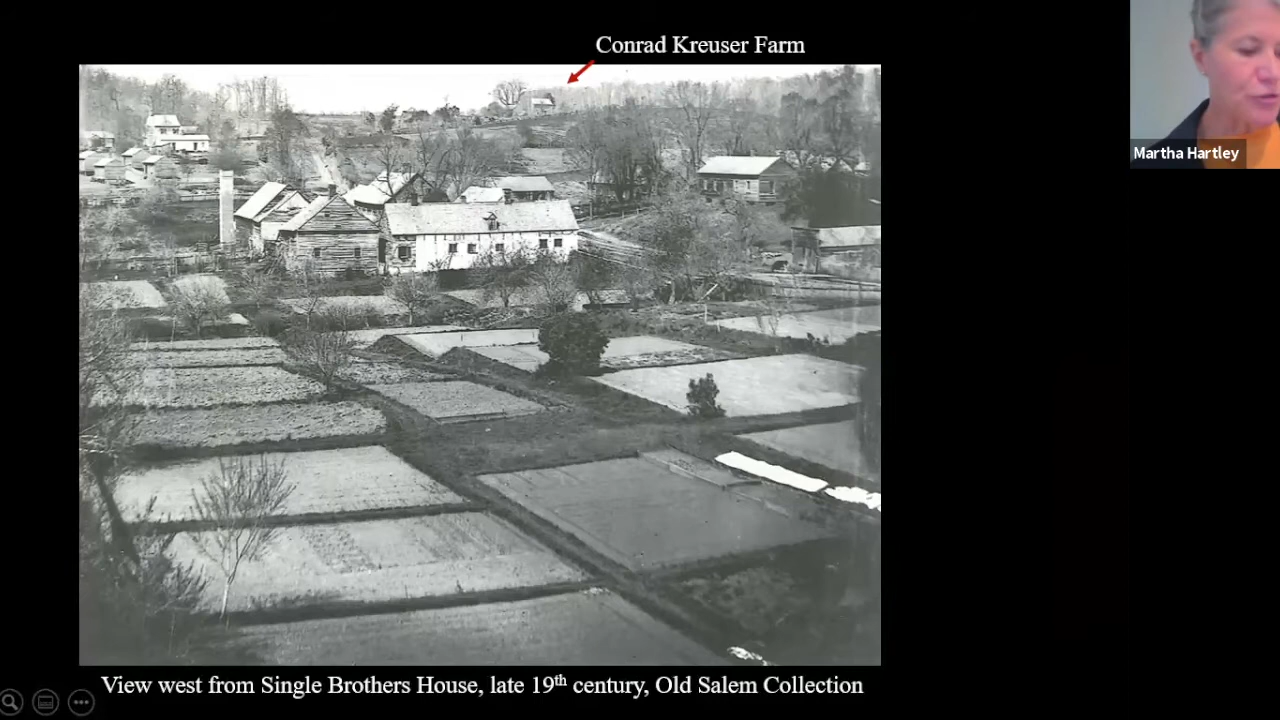 Conrad Kreuser Farm
Martha Hartley
View west from Single Brothers House, late 19th century, Old Salem Collection